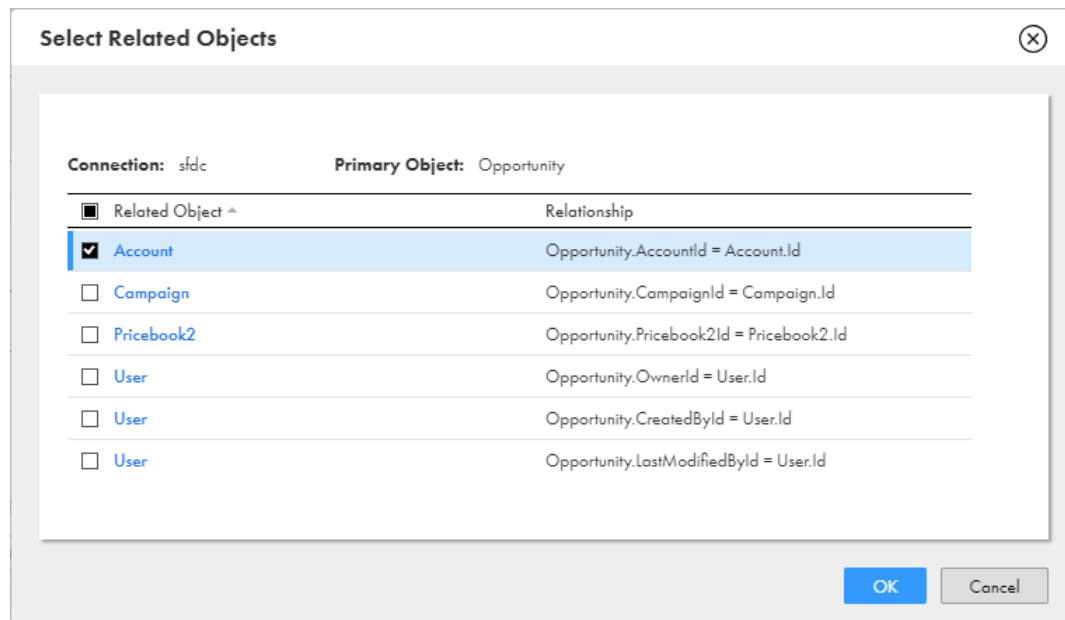 Select Related Objects
Connection: sfdc Primary Object: Opportunity
Related Object Relationship
Account Opportunity.AccountId = Account.Id
Campaign Opportunity.CampaignId = Campaign.Id
Pricebook2 Opportunity.Pricebook2Id = Pricebook2.Id
User Opportunity.OwnerId = User.Id
User Opportunity.CreatedById = User.Id
User Opportunity.LastModifiedById = User.Id
OK Cancel